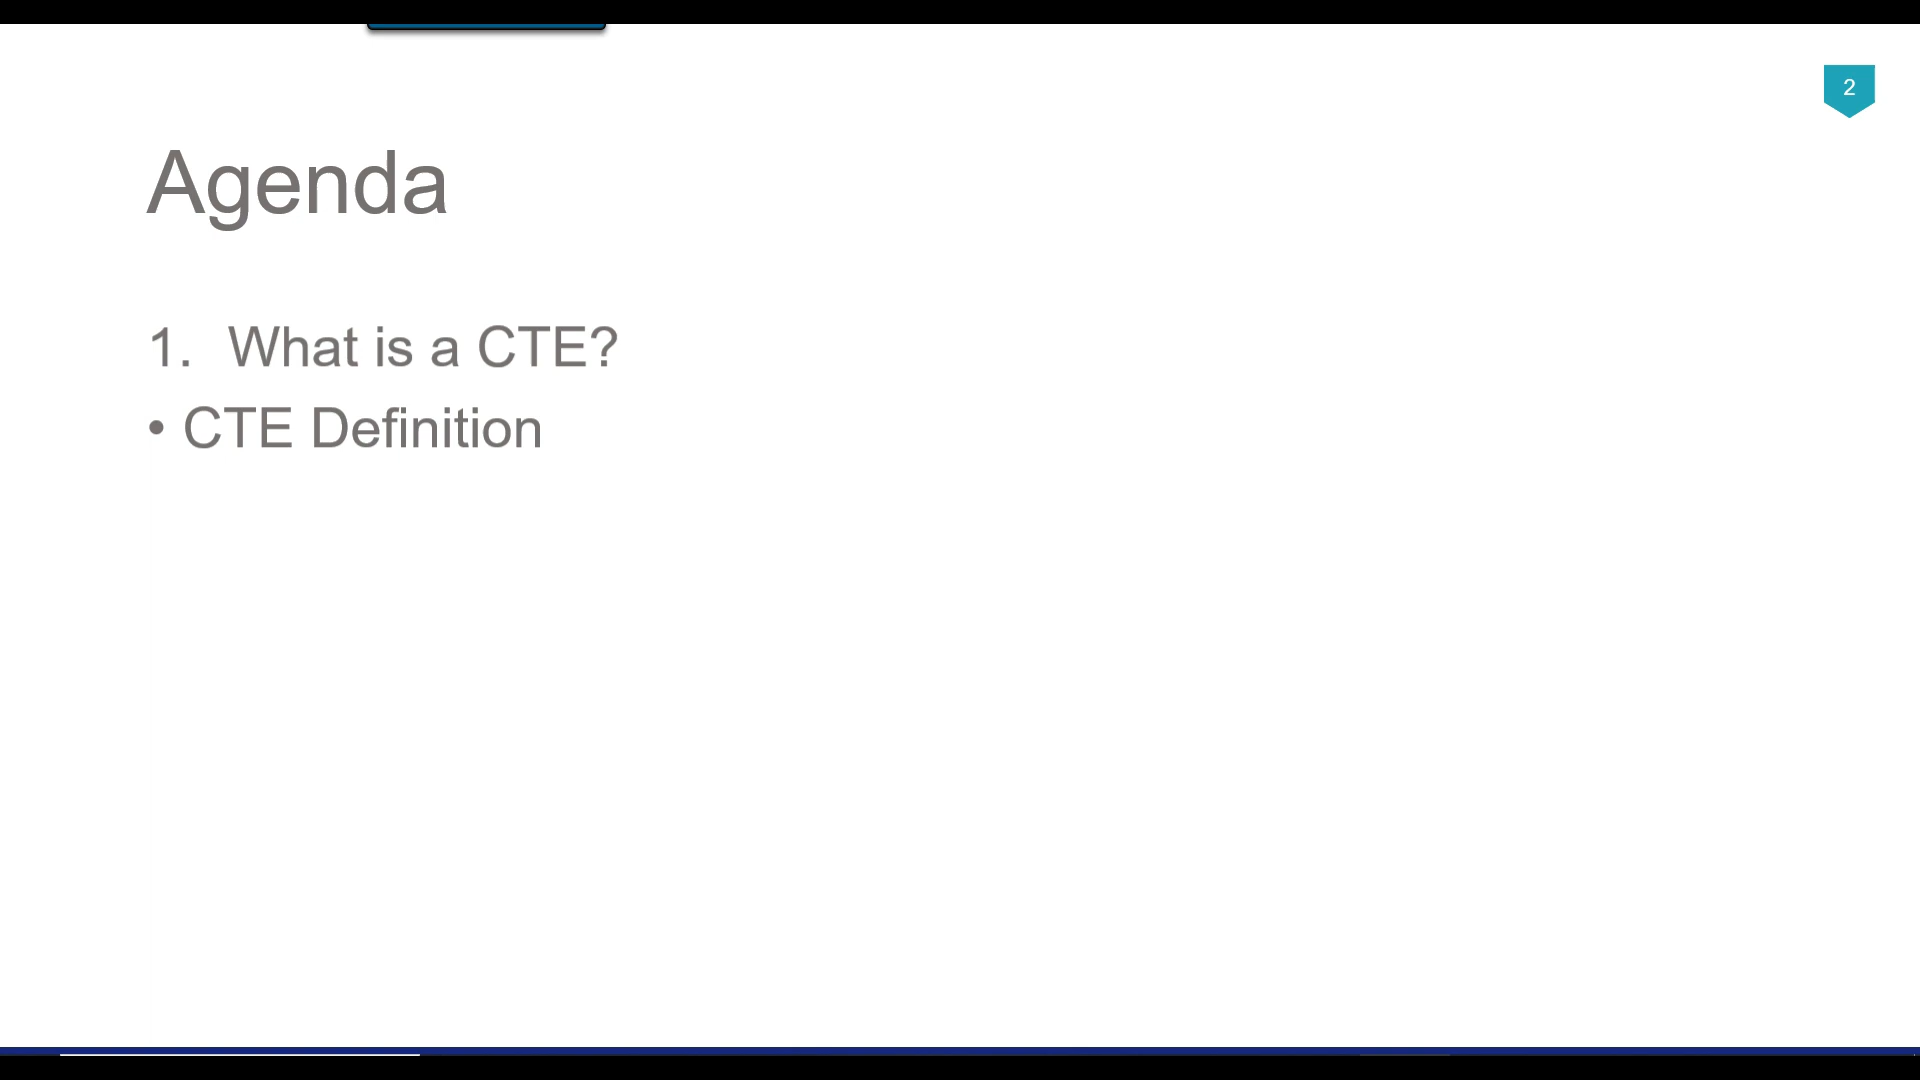 2
Agenda
1. What is a CTE?
• CTE Definition